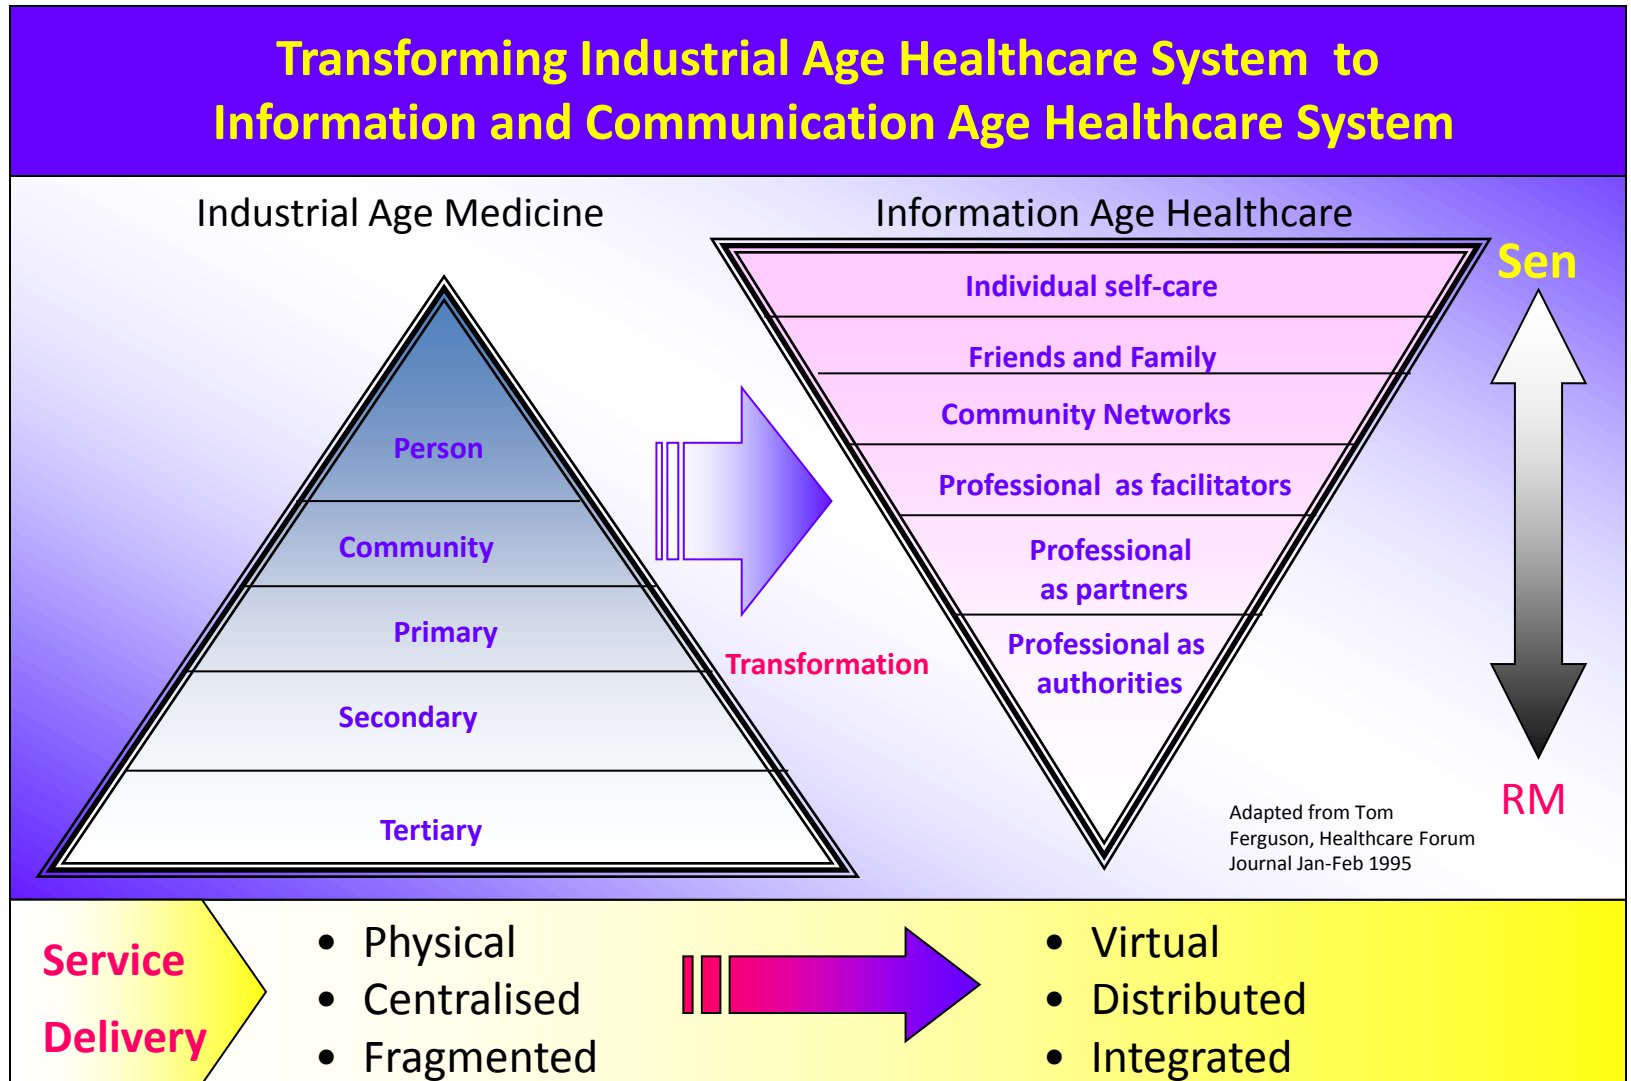 Transforming Industrial Age Healthcare System to
Information and Communication Age Healthcare System
Industrial Age Medicine
Person
Community
Primary
Secondary
Tertiary
Transformation
Information Age Healthcare
Individual self-care
Friends and Family
Community Networks
Professional as facilitators
Professional
as partners
Professional as
authorities
Sen
RM
Adapted from Tom
Ferguson, Healthcare Forum
Journal Jan-Feb 1995
Service
Delivery
• Physical
• Centralised
• Fragmented
• Virtual
• Distributed
• Integrated